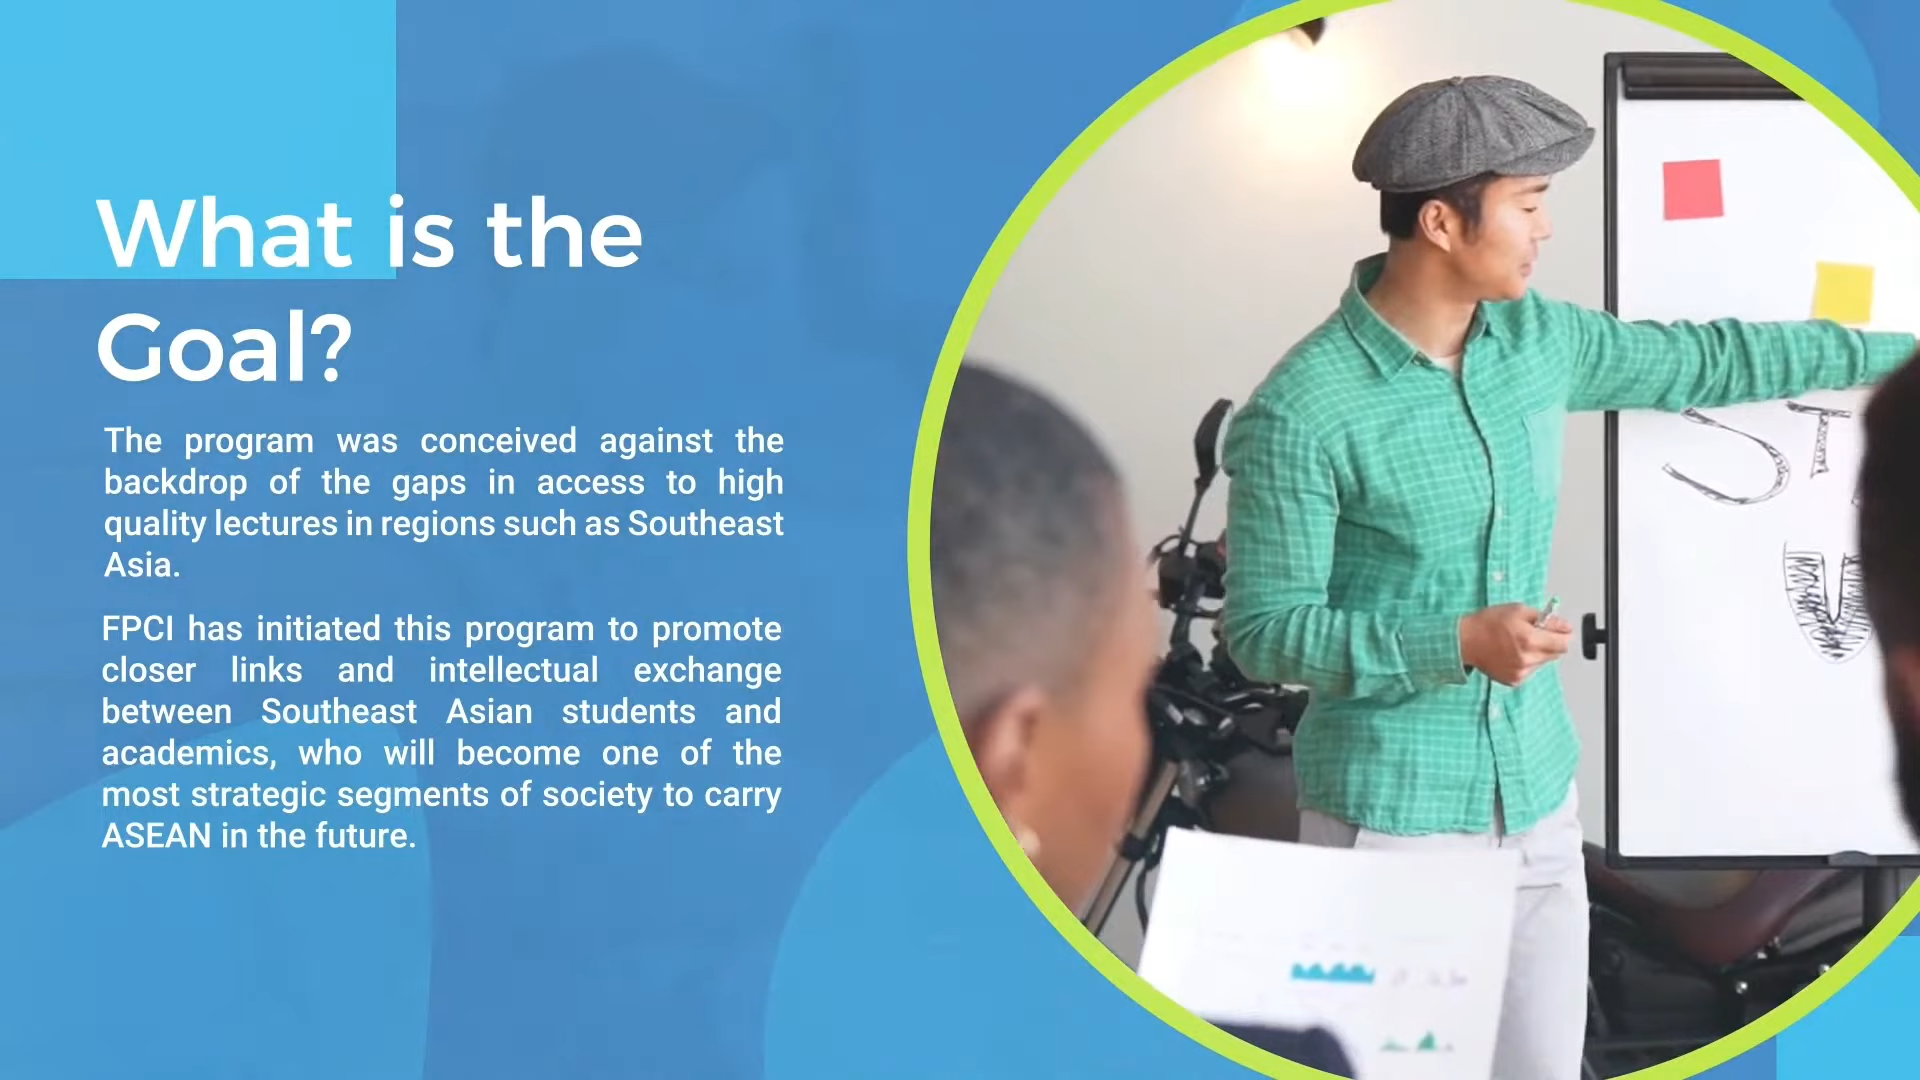 What is the
Goal?
The program was conceived against the
backdrop of the gaps in access to high
quality lectures in regions such as Southeast
Asia.
FPCI has initiated this program to promote
closer links and intellectual exchange
between Southeast Asian students and
academics, who will become one of the
most strategic segments of society to carry
ASEAN in the future.